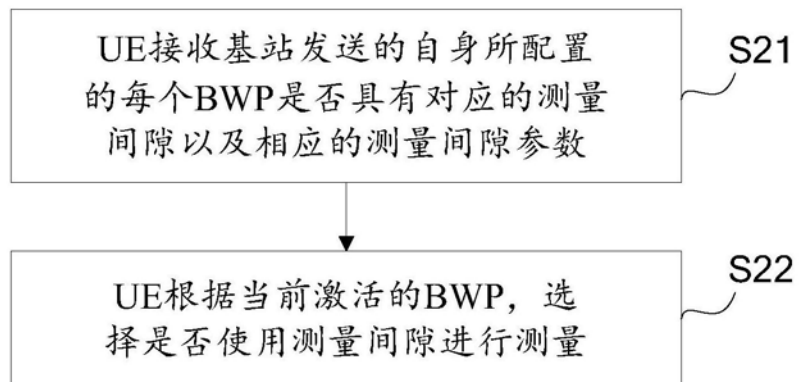 UE接收基站发送的自身所配置
的每个BWP是否具有对应的测量
间隙以及相应的测量间隙参数
S21
UE根据当前激活的BWP，选
择是否使用测量间隙进行测量
S22